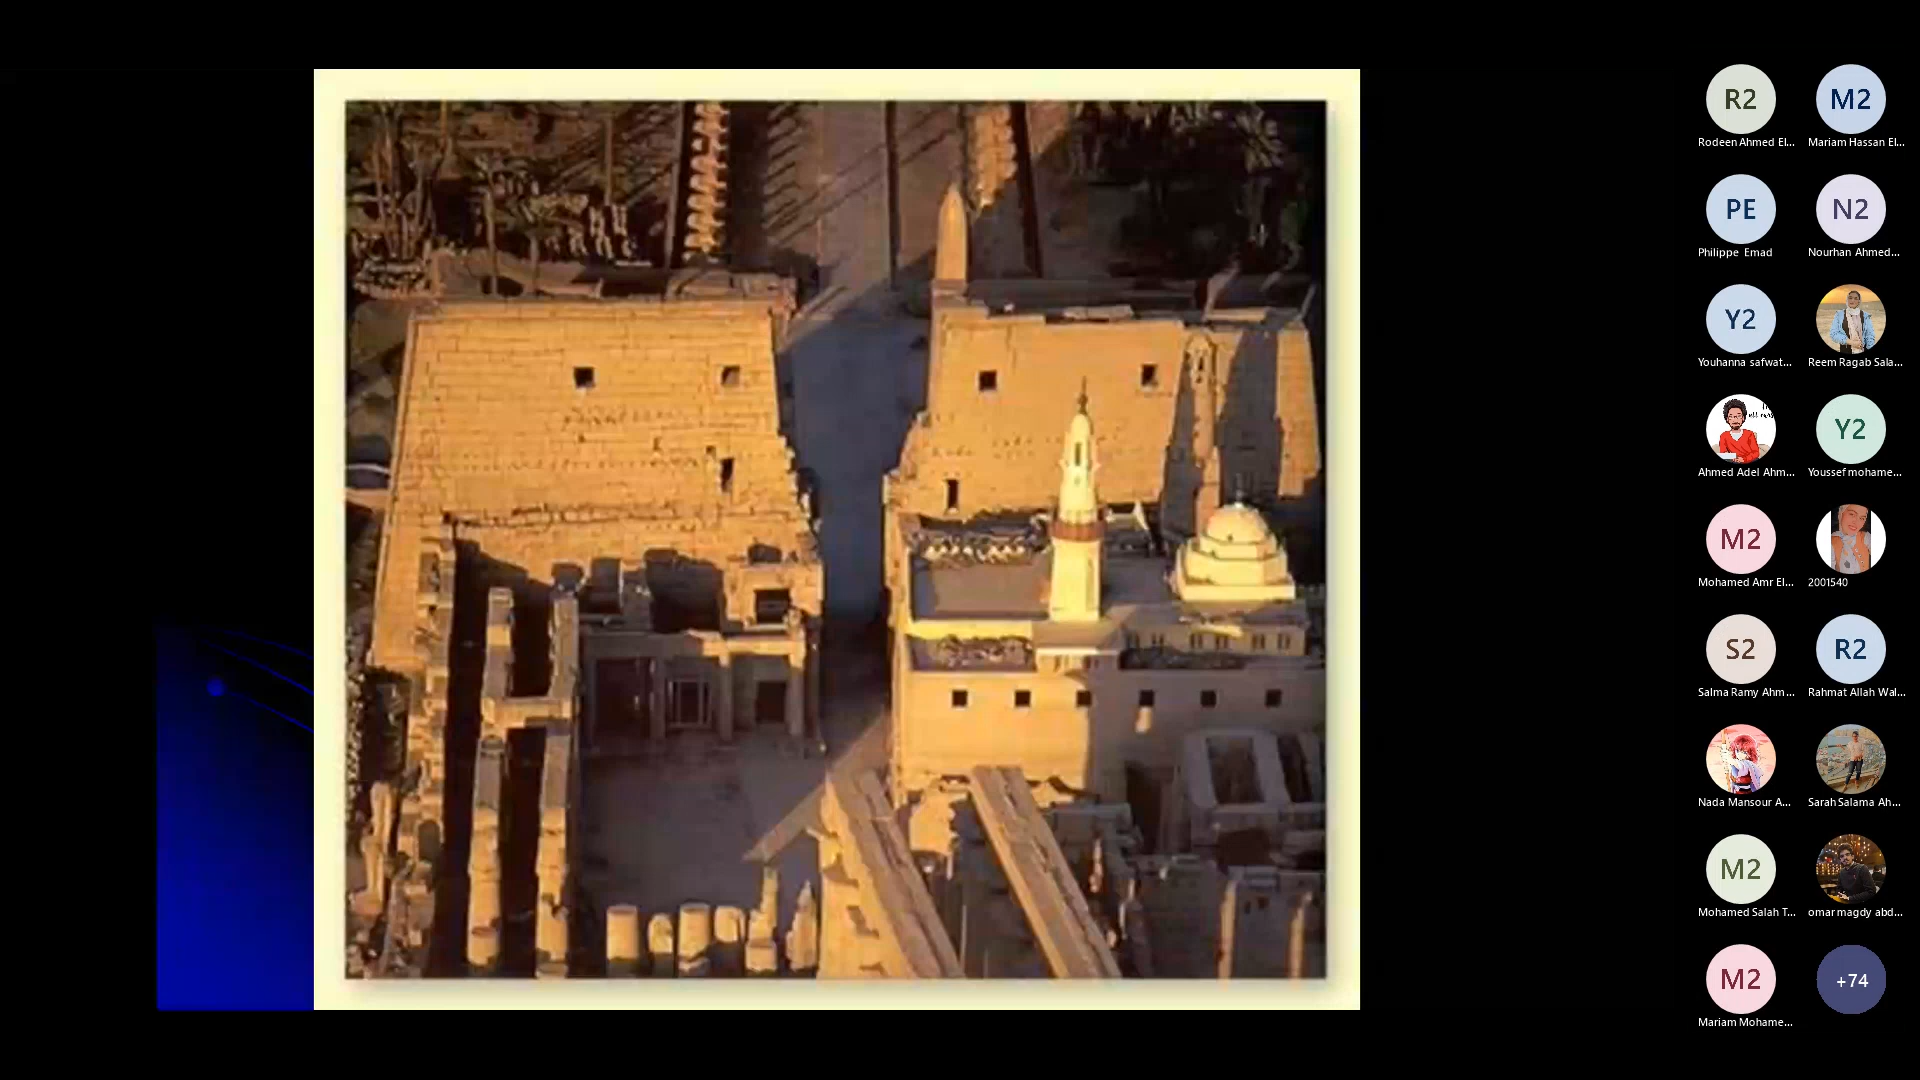 R2
M2
Rodeen Ahmed El...
Mariam Hassan El...
PE
N2
Philippe Emad
Nourhan Ahmed...
Y2
Youhanna safwat...
Reem Ragab Sala...
Y2
Ahmed Adel Ahm...
Youssef mohame...
M2
Mohamed Amr El...
2001540
S2
R2
Salma Ramy Ahm...
Rahmat Allah Wal...
Nada Mansour A...
Sarah Salama Ah...
M2
Mohamed Salah T...
omar magdy abd...
M2
+74
Mariam Mohame...